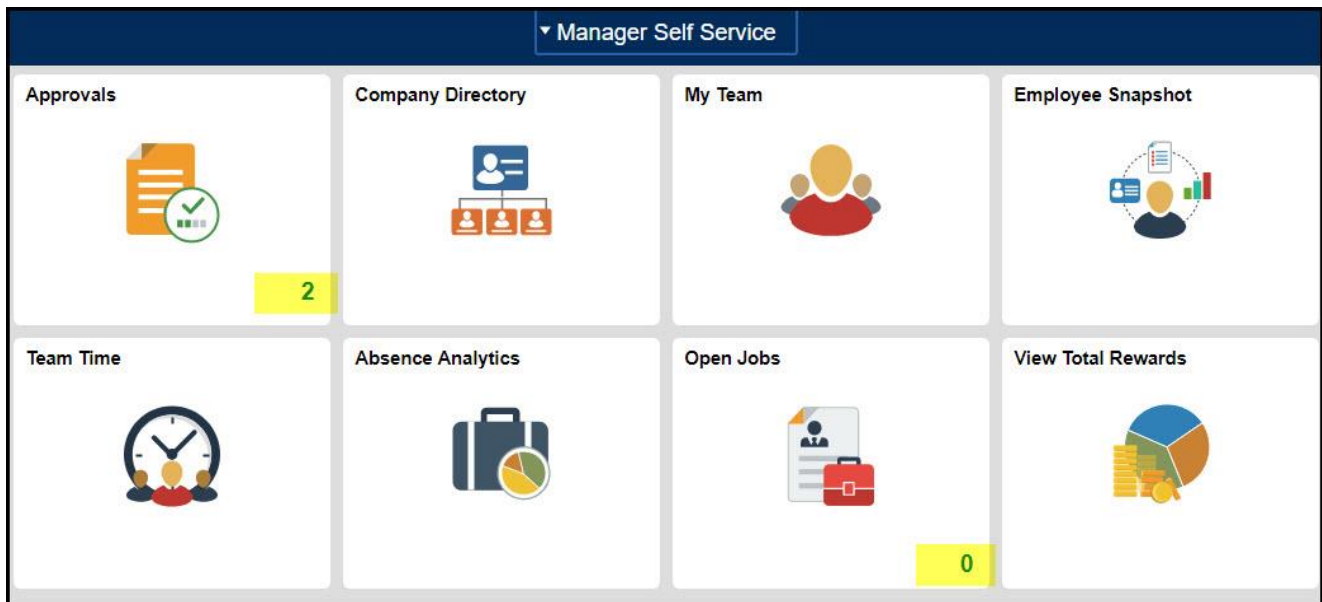 Manager Self Service
Approvals
Company Directory
My Team
Employee Snapshot
2
Team Time
Absence Analytics
Open Jobs
View Total Rewards
0